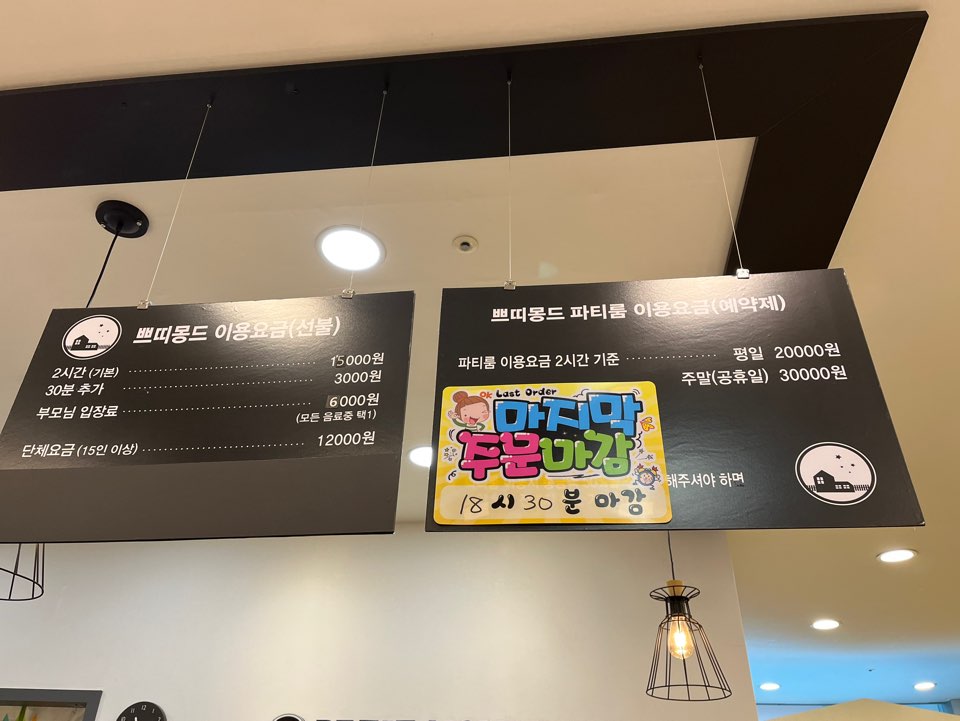 쁘띠몽드 이용요금(선불)
2시간 (기본) 15000원
30분 추가 3000원
부모님 입장료 6000원
(모든 음료중 택1)
단체요금 (15인 이상) 12000원
쁘띠몽드 파티룸 이용요금(예약제)
파티룸 이용요금 2시간 기준 평일 20000원
주말(공휴일) 30000원
OK Last Order
마지막
주문마감
해주셔야 하면
18시 30분 마감